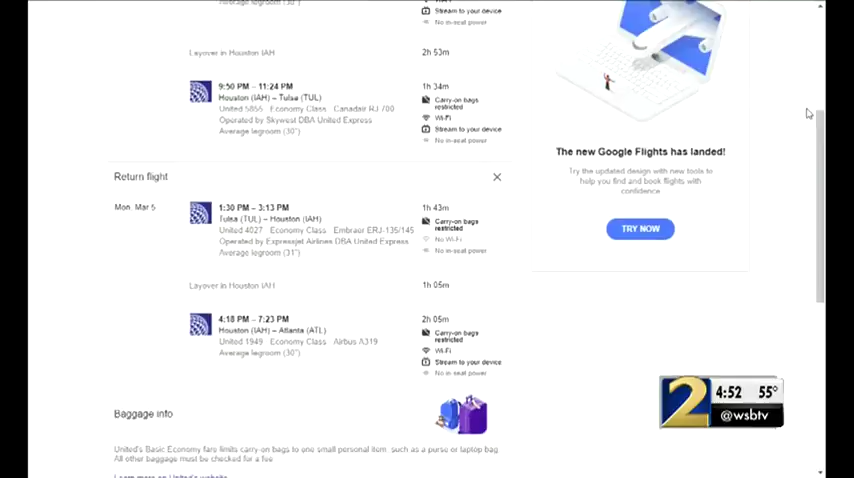 Stream to your device
No in-seat power
Layover in Houston IAH
2h 53m
9:50 PM – 11:24 PM
1h 34m
Houston (IAH) – Tulsa (TUL)
Carry-on bags
restricted
United 5855 Economy Class Canadair RJ 700
Wi-Fi
Operated by Skywest DBA United Express
Stream to your device
Average legroom (30")
No in-seat power
Return flight
Mon. Mar 5
1:30 PM – 3:13 PM
1h 43m
Tulsa (TUL) – Houston (IAH)
Carry-on bags
restricted
United 4027 Economy Class Embraer ERJ-135/145
No Wi-Fi
Operated by Expressjet Airlines DBA United Express
No in-seat power
Average legroom (31")
Layover in Houston IAH
1h 05m
4:18 PM – 7:23 PM
2h 05m
Houston (IAH) – Atlanta (ATL)
Carry-on bags
restricted
United 1949 Economy Class Airbus A319
Wi-Fi
Average legroom (30")
Stream to your device
No in-seat power
Baggage info
United's Basic Economy fare limits carry-on bags to one small personal item, such as a purse or laptop bag
All other baggage must be checked for a fee
The new Google Flights has landed!
Try the updated design with new tools to
help you find and book flights with
confidence
TRY NOW
2 4:52 55°
@wsbtv